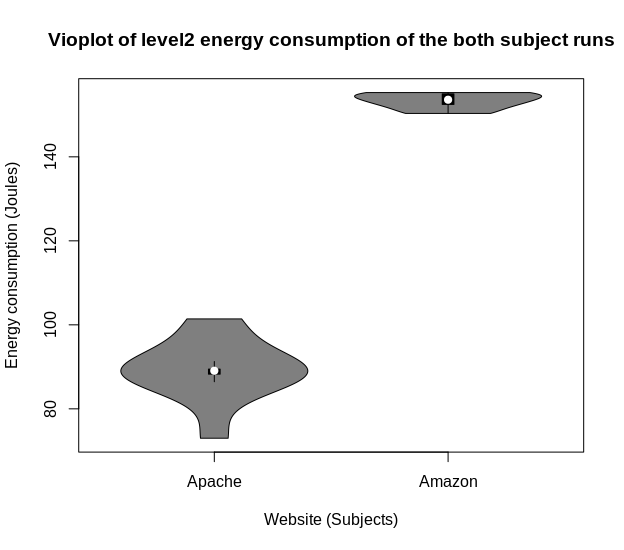 Vioplot of level2 energy consumption of the both subject runs
Energy consumption (Joules)
140
120
100
80
Apache
Amazon
Website (Subjects)